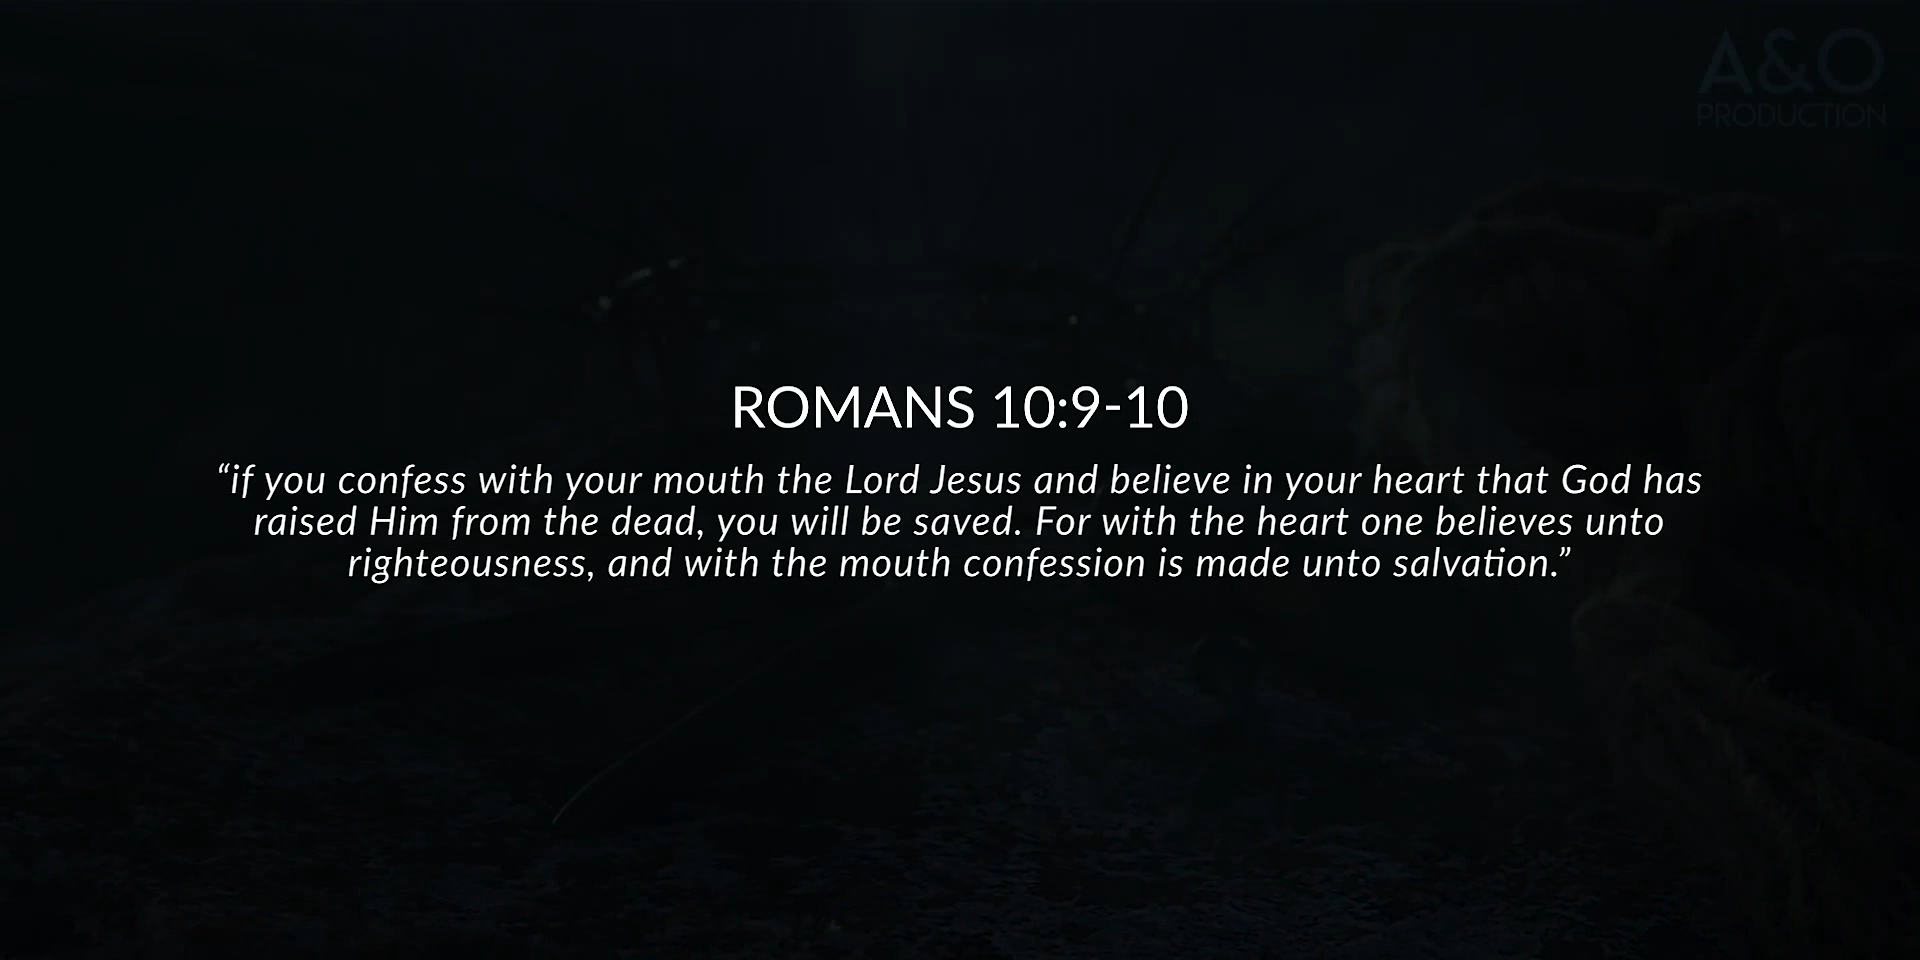 A&O
PRODUCTION
ROMANS 10:9-10
“if you confess with your mouth the Lord Jesus and believe in your heart that God has
raised Him from the dead, you will be saved. For with the heart one believes unto
righteousness, and with the mouth confession is made unto salvation.”